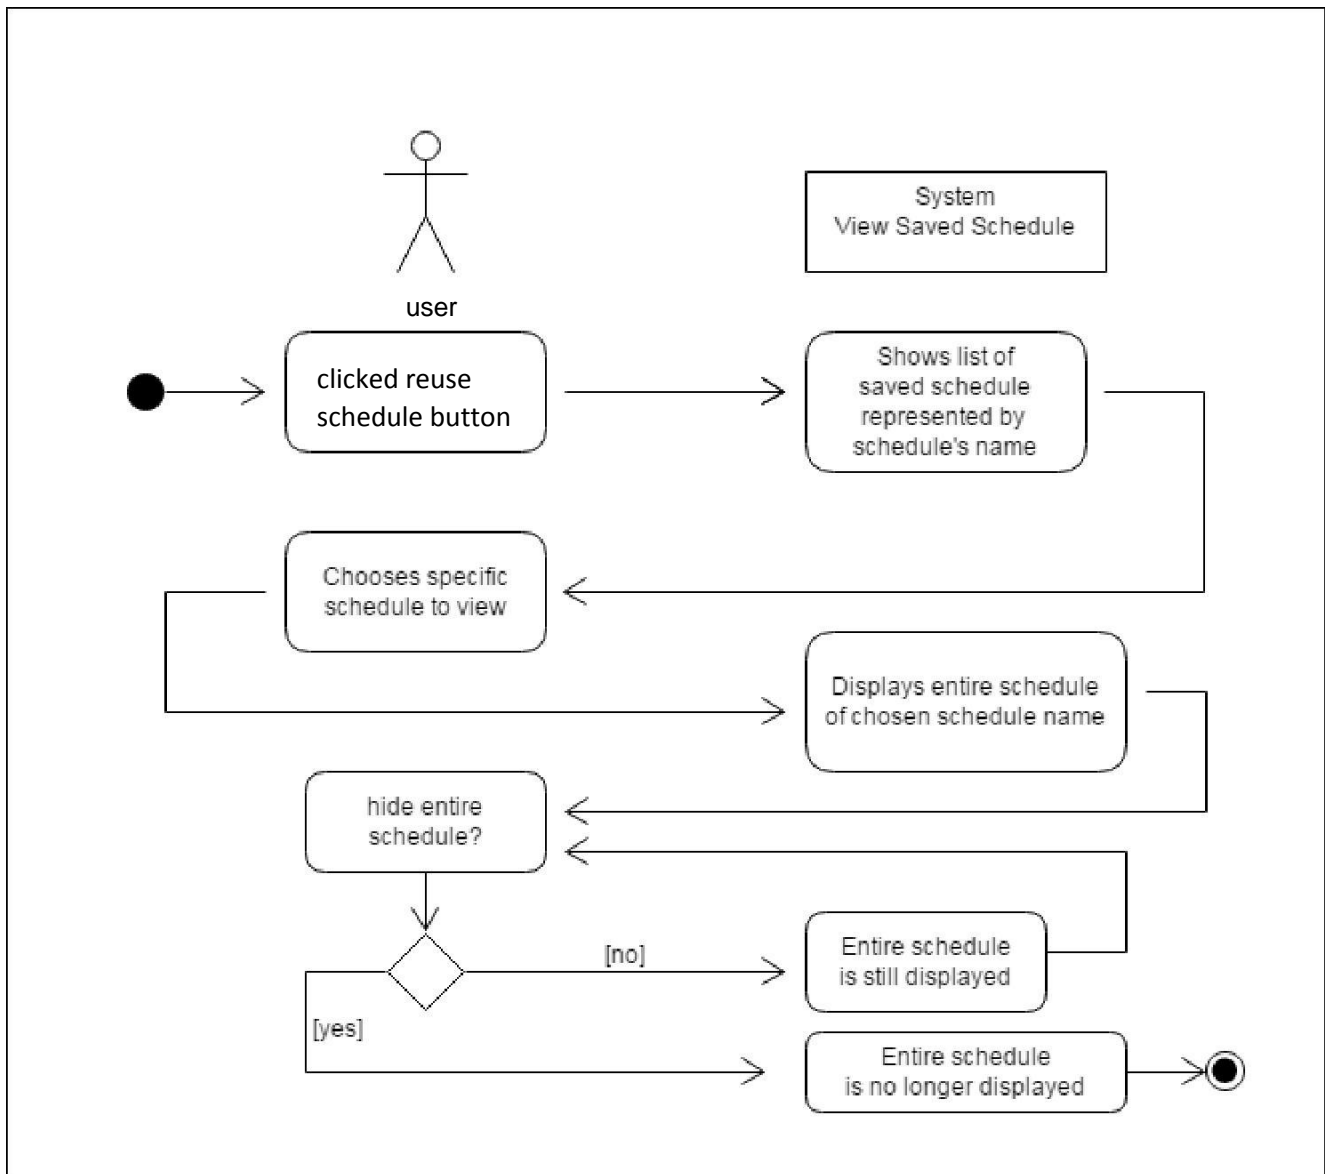 System
View Saved Schedule
user
clicked reuse
schedule button
Shows list of
saved schedule
represented by
schedule's name
Chooses specific
schedule to view
Displays entire schedule
of chosen schedule name
hide entire
schedule?
[no]
Entire schedule
is still displayed
[yes]
Entire schedule
is no longer displayed